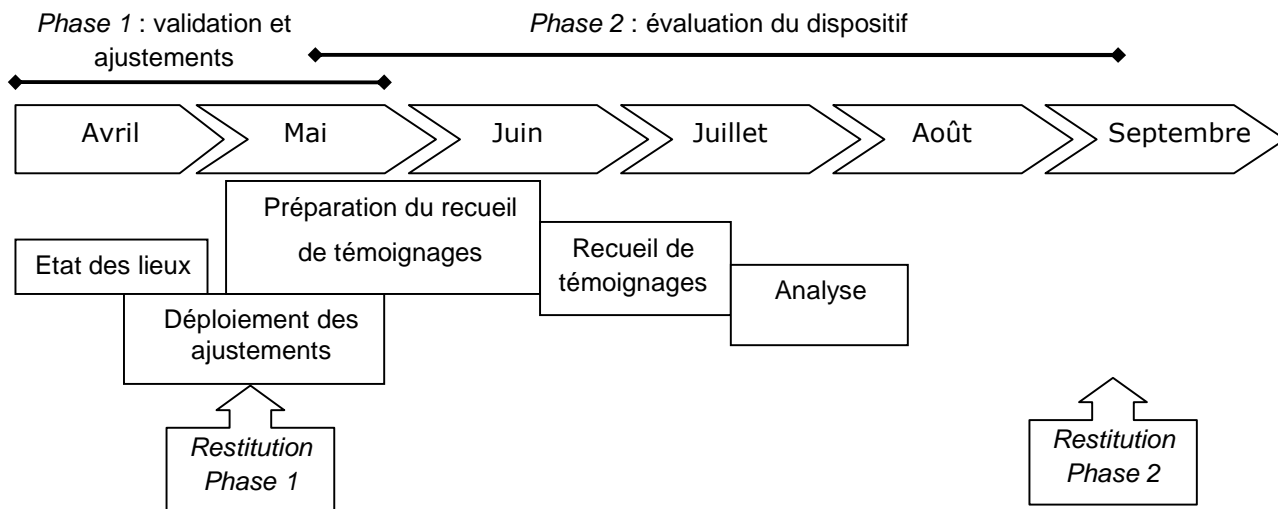 Phase 1 : validation et
ajustements
Phase 2 : évaluation du dispositif
Avril
Mai
Juin
Juillet
Août
Septembre
Préparation du recueil
de témoignages
Etat des lieux
Recueil de
témoignages
Analyse
Déploiement des
ajustements
Restitution
Phase 1
Restitution
Phase 2